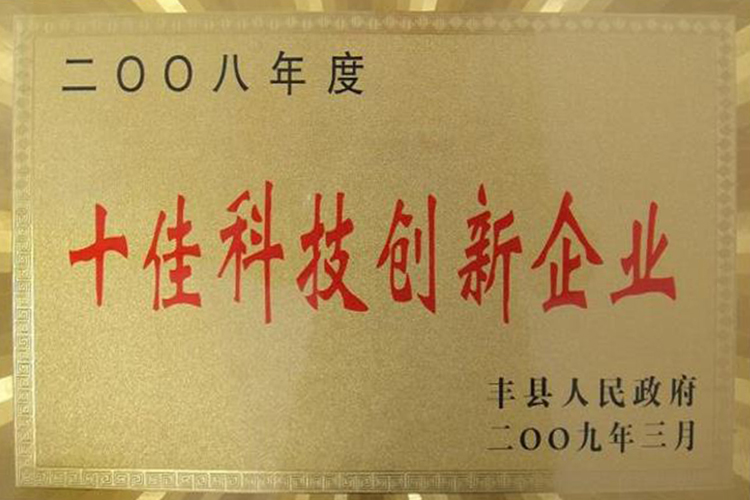 二〇〇八年度
十佳科技创新企业
丰县人民政府
二〇〇九年三月